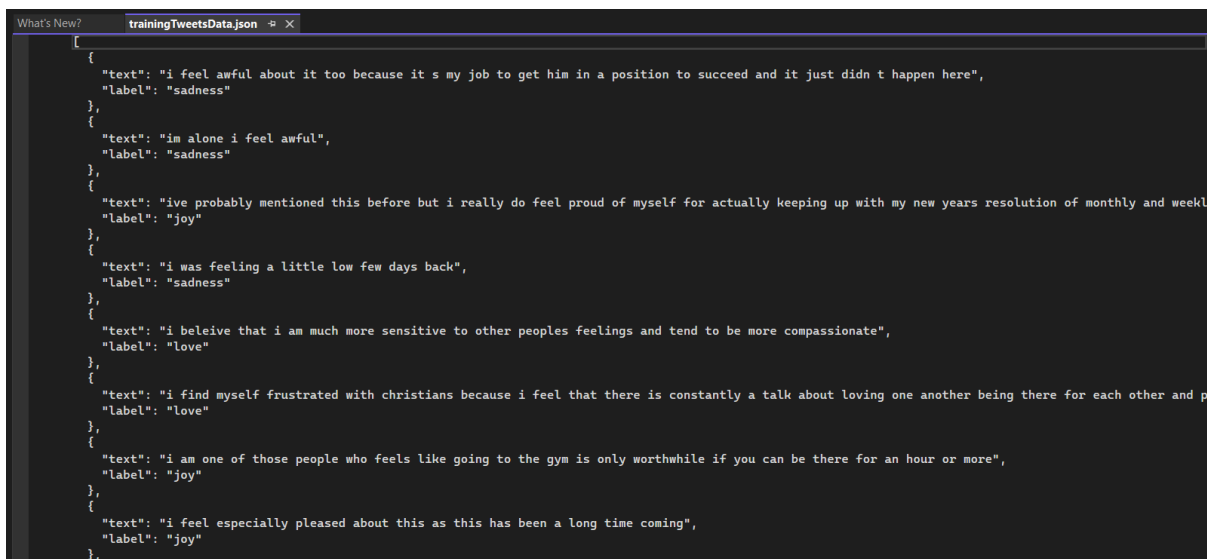 What's New?
trainingTweetsData.json
[
{
"text": "i feel awful about it too because it s my job to get him in a position to succeed and it just didn t happen here",
"label": "sadness"
},
{
"text": "im alone i feel awful",
"label": "sadness"
},
{
"text": "ive probably mentioned this before but i really do feel proud of myself for actually keeping up with my new years resolution of monthly and weekl
"label": "joy"
},
{
"text": "i was feeling a little low few days back",
"label": "sadness"
},
{
"text": "i beleive that i am much more sensitive to other peoples feelings and tend to be more compassionate",
"label": "love"
},
{
"text": "i find myself frustrated with christians because i feel that there is constantly a talk about loving one another being there for each other and p
"label": "love"
},
{
"text": "i am one of those people who feels like going to the gym is only worthwhile if you can be there for an hour or more",
"label": "joy"
},
{
"text": "i feel especially pleased about this as this has been a long time coming",
"label": "joy"
},